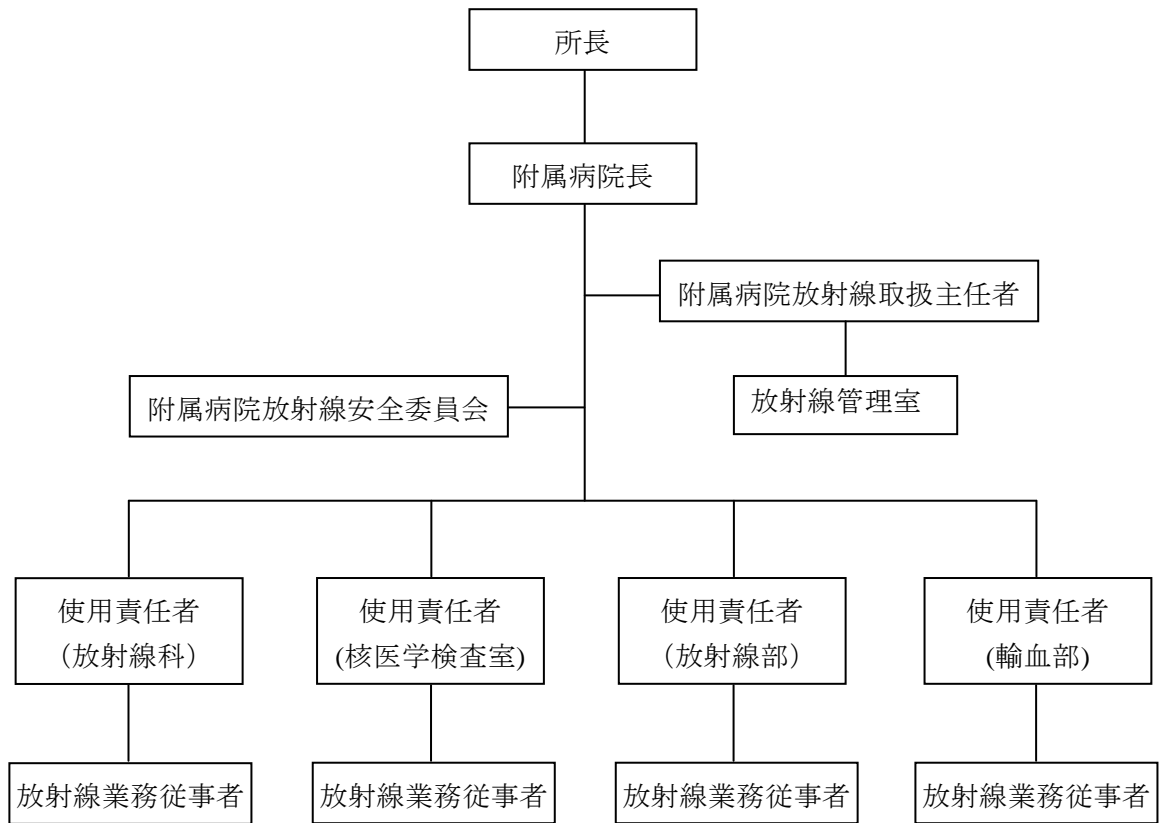 所長
附属病院長
附属病院放射線取扱主任者
放射線管理室
附属病院放射線安全委員会
使用責任者
（放射線科）
使用責任者
(核医学検査室)
使用責任者
（放射線部）
使用責任者
(輸血部)
放射線業務従事者
放射線業務従事者
放射線業務従事者
放射線業務従事者